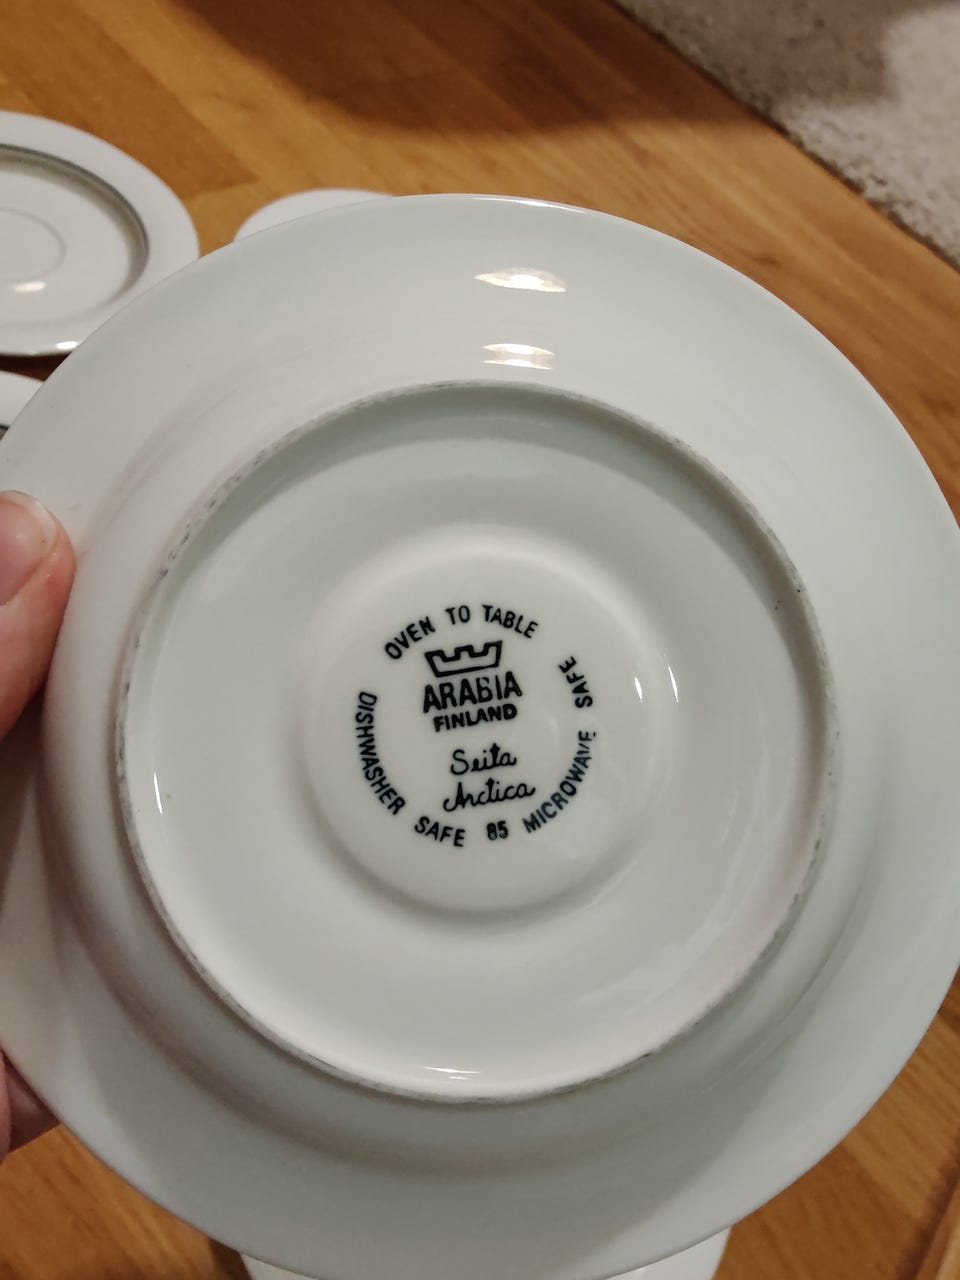 OVEN TO TABLE
ARABIA
FINLAND
Seita
Arctica
DISHWASHER SAFE 85 MICROWAVE SAFE